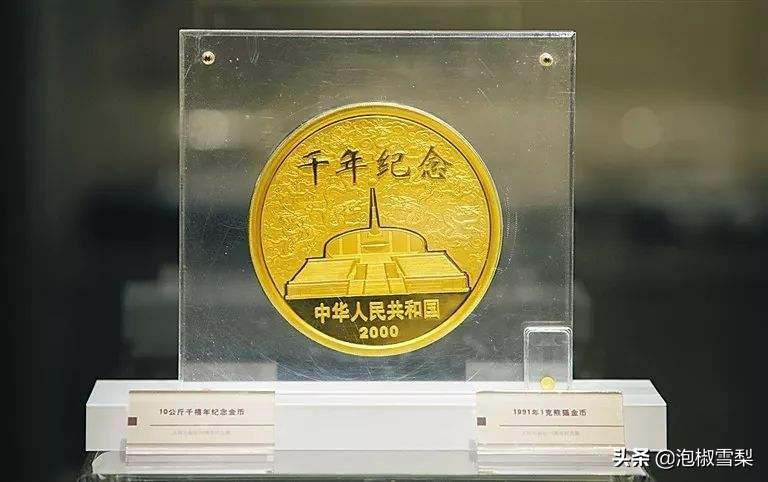 千年纪念
中华人民共和国
2000
10公斤千禧年纪念金币
1991年1克熊猫金币
头条 @泡椒雪梨